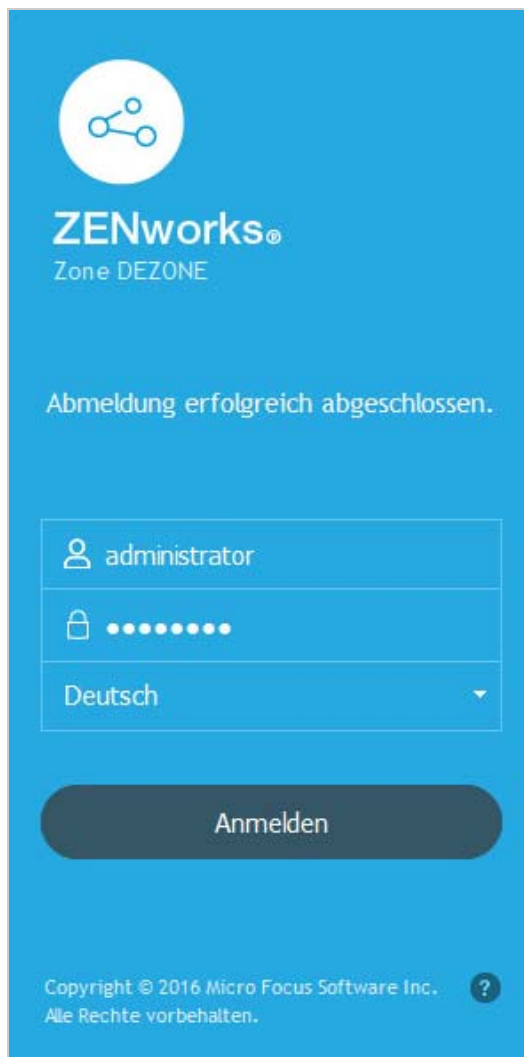 ZENworks®
Zone DEZONE
Abmeldung erfolgreich abgeschlossen.
administrator
••••••••
Deutsch
Anmelden
Copyright © 2016 Micro Focus Software Inc.
?
Alle Rechte vorbehalten.